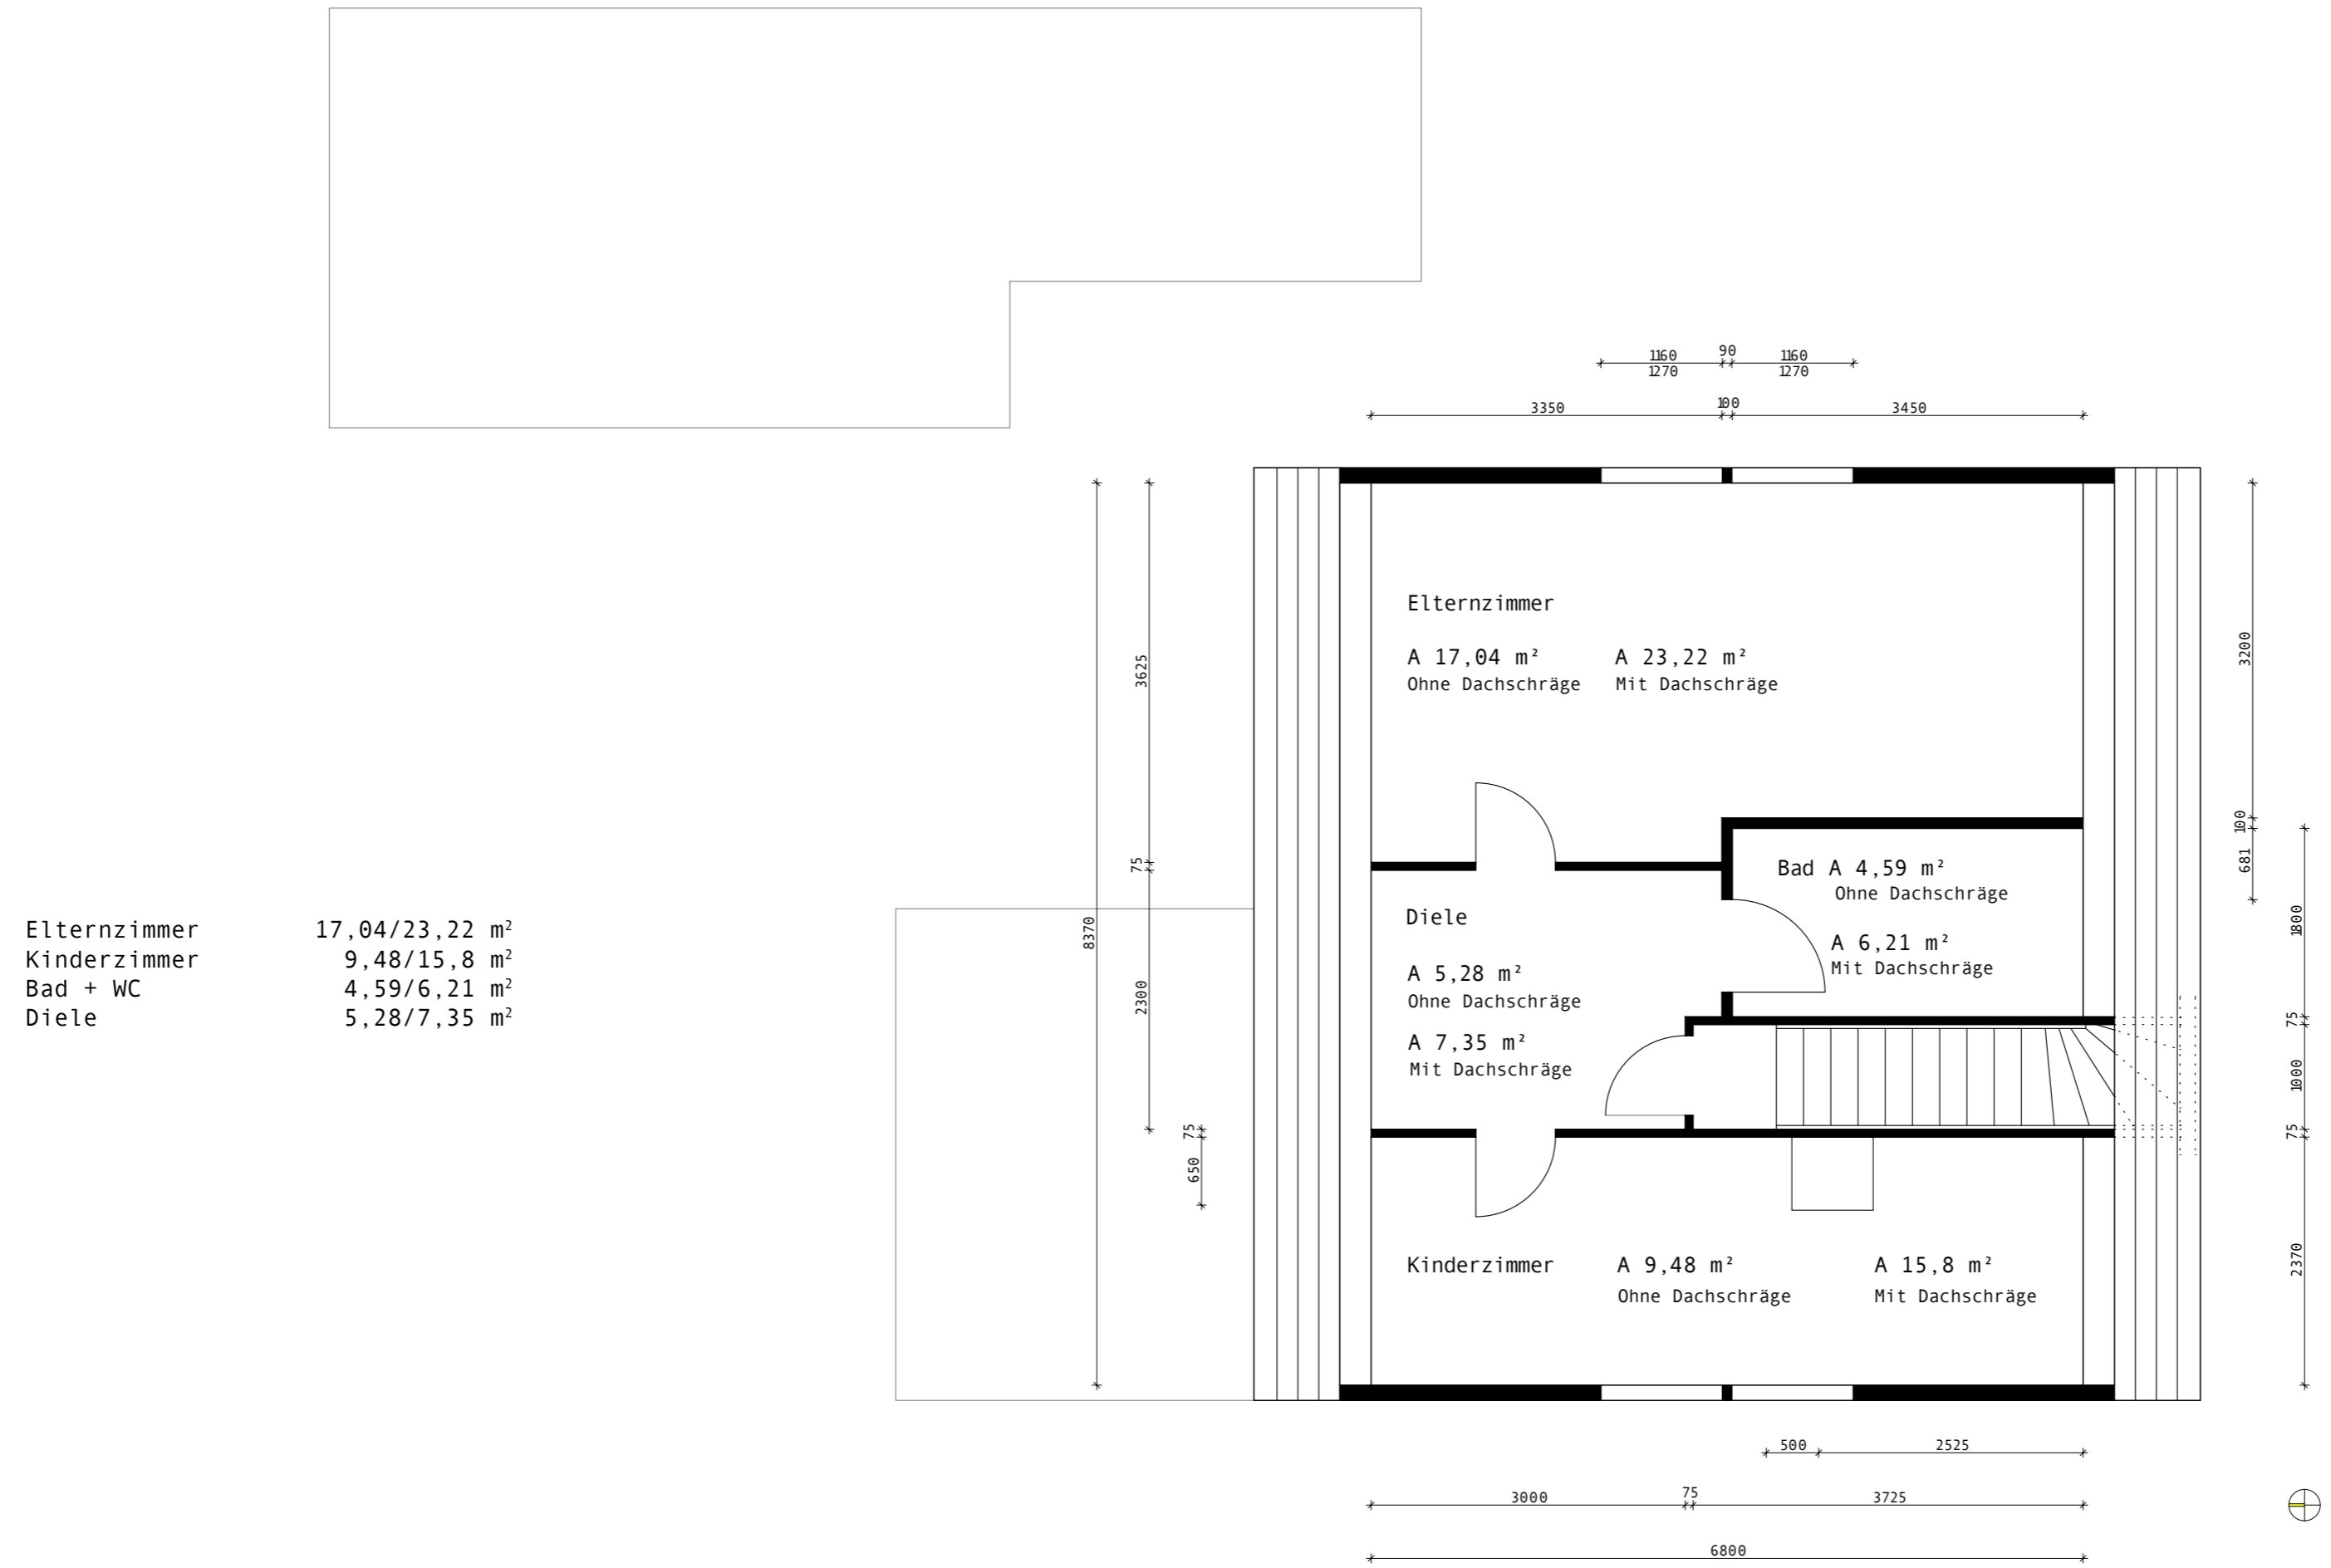 1160 90 1160
1270 1270
3350 100 3450
Elternzimmer
A 17,04 m² A 23,22 m²
Ohne Dachschräge Mit Dachschräge
3625
3200
75
100
681
8370
2300
1800
Elternzimmer 17,04/23,22 m²
Kinderzimmer 9,48/15,8 m²
Bad + WC 4,59/6,21 m²
Diele 5,28/7,35 m²
Bad A 4,59 m²
Ohne Dachschräge
A 6,21 m²
Mit Dachschräge
Diele
A 5,28 m²
Ohne Dachschräge
A 7,35 m²
Mit Dachschräge
75
1000
75
75
650
2370
Kinderzimmer A 9,48 m² A 15,8 m²
Ohne Dachschräge Mit Dachschräge
500 2525
3000 75 3725
6800